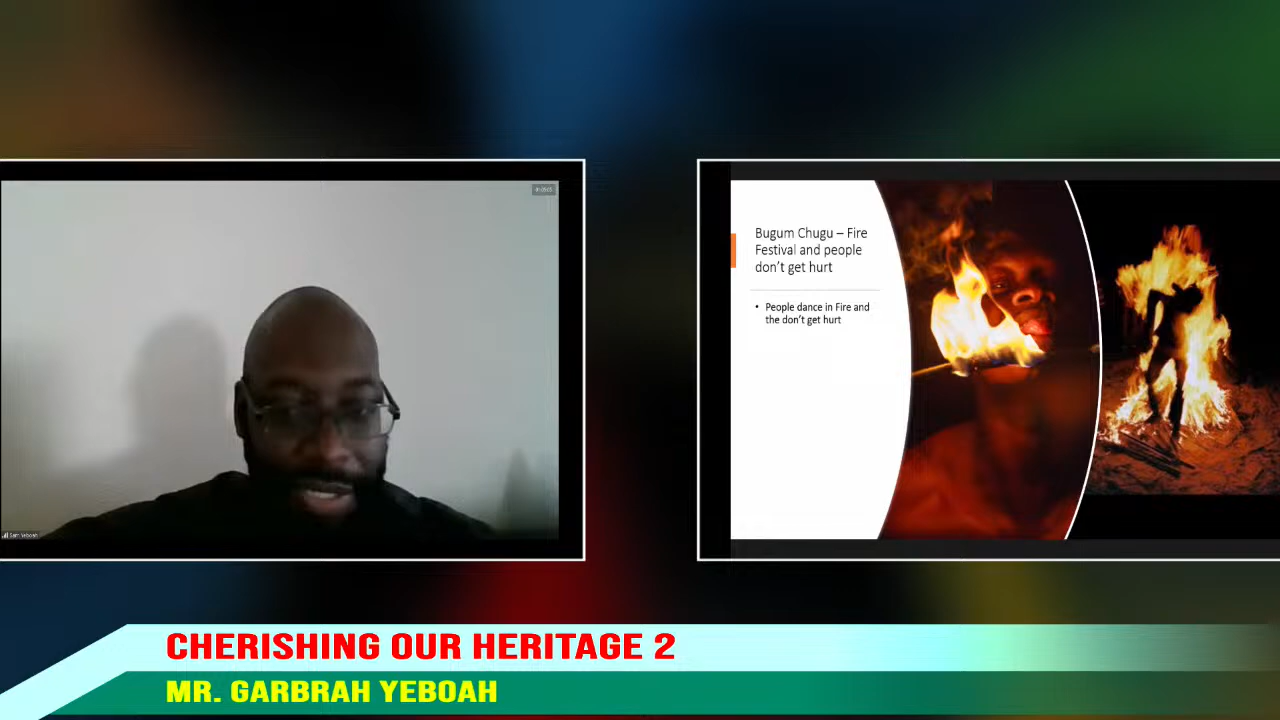 Bugum Chugu – Fire
Festival and people
don't get hurt
• People dance in Fire and
the don't get hurt
CHERISHING OUR HERITAGE 2
MR. GARBRAH YEBOAH